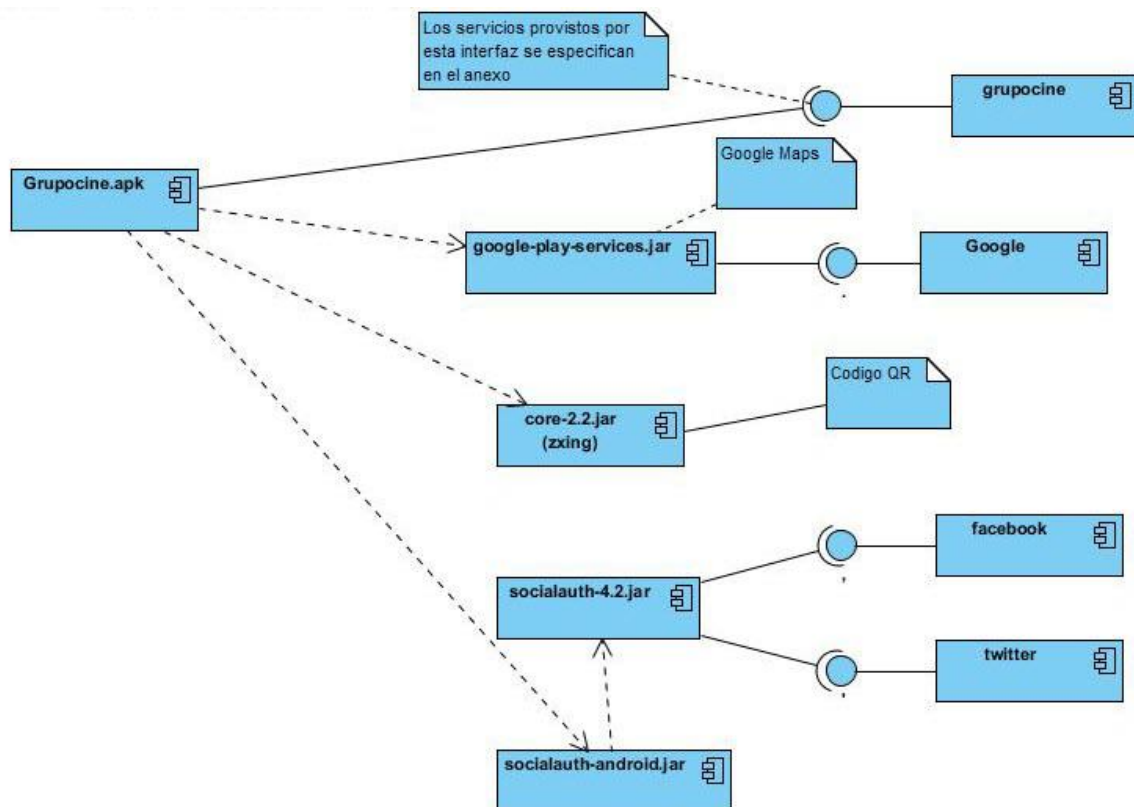 Los servicios provistos por
esta interfaz se especifican
en el anexo
grupocine
Google Maps
Grupocine.apk
google-play-services.jar
Google
.
Codigo QR
core-2.2.jar
(zxing)
facebook
,
socialauth-4.2.jar
twitter
,
socialauth-android.jar